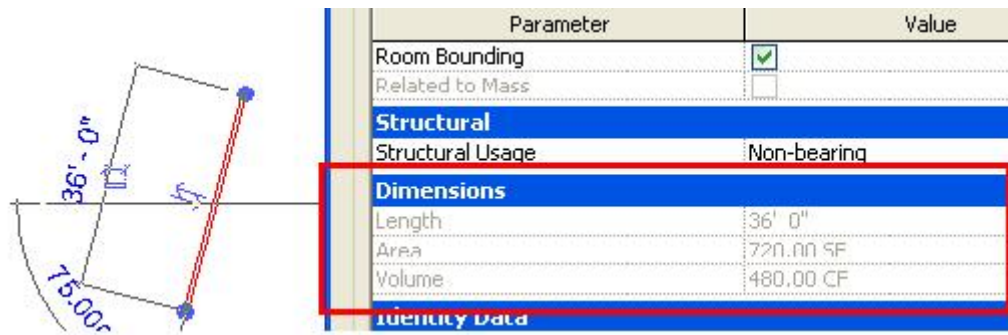 Parameter Value
Room Bounding
Related to Mass
Structural
Structural Usage Non-bearing
Dimensions
Length 36' 0"
Area 720.00 SF
Volume 480.00 CF
Identity Data
36' - 0"
75.000